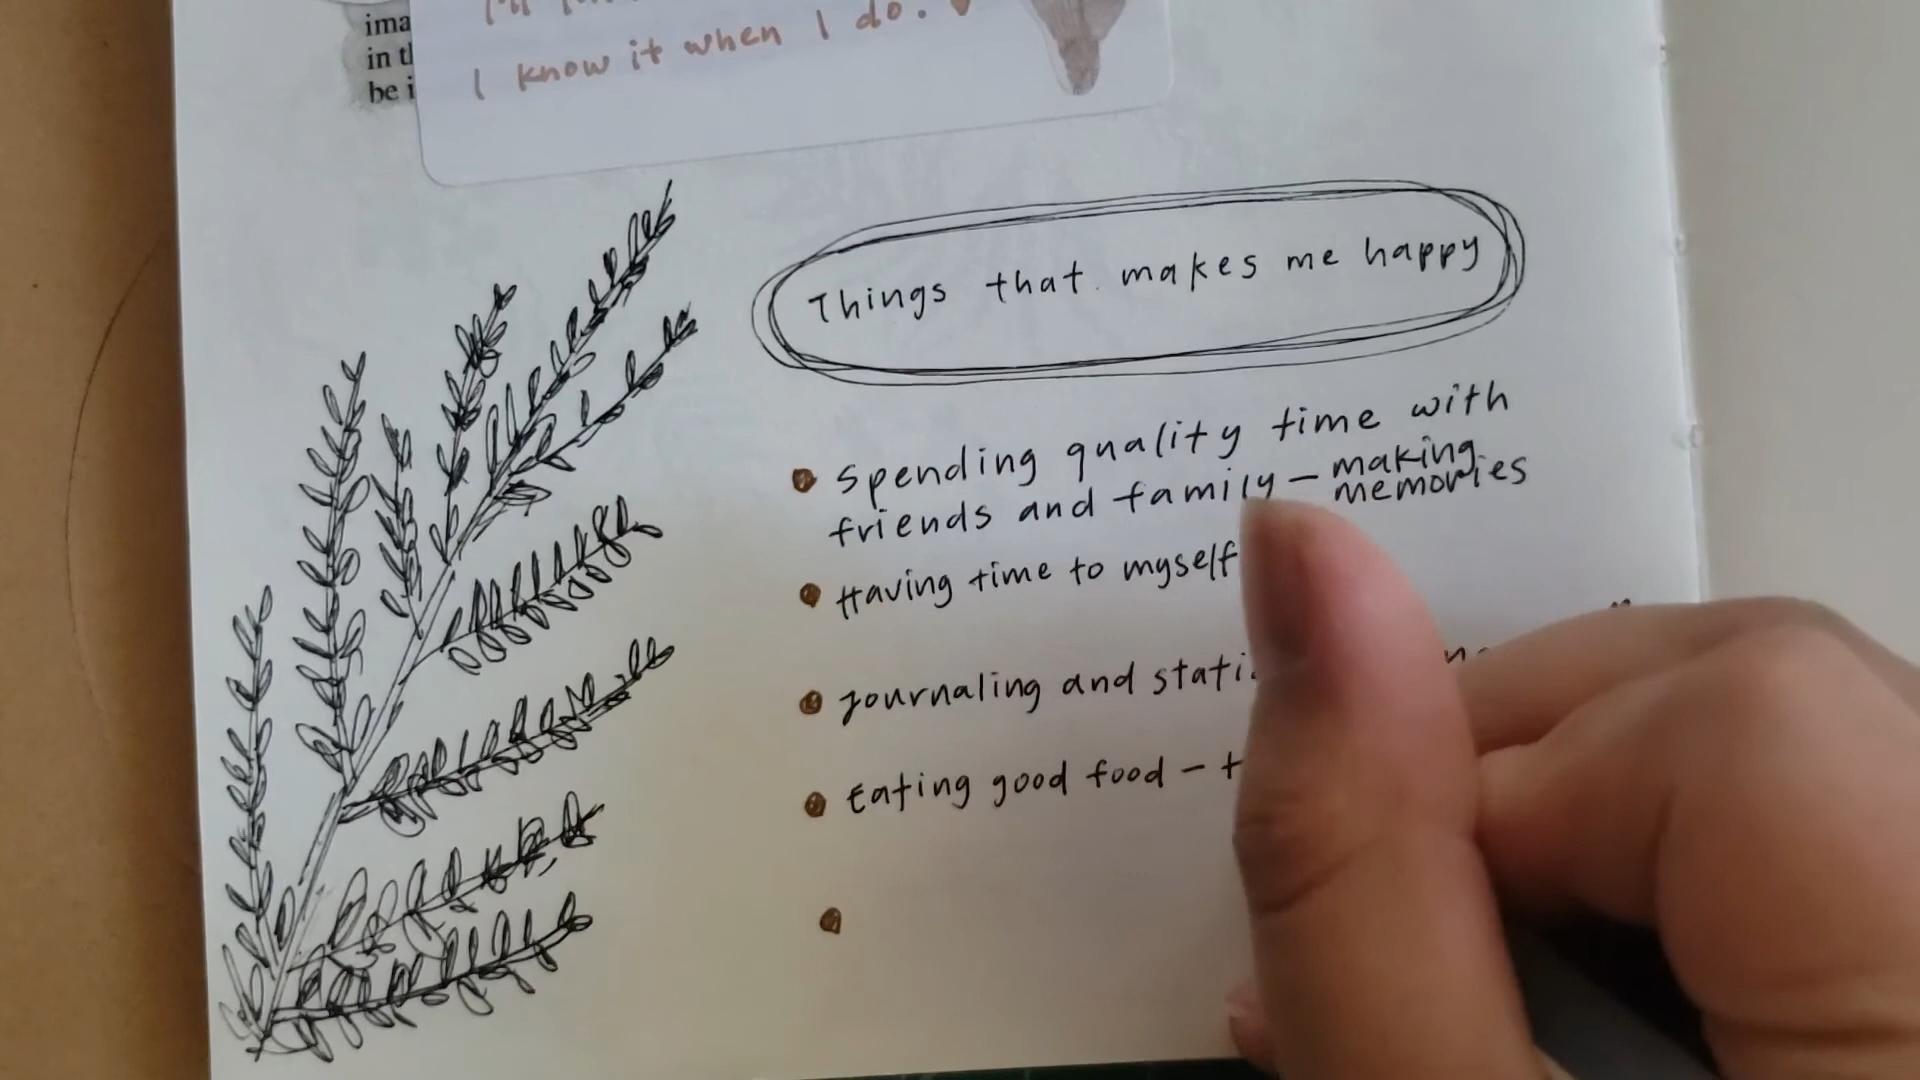 ima
in th
be i
I know it when I do.
Things that makes me happy
Spending quality time with
friends and family - making
memories
Having time to myself
Journaling and stati
Eating good food - t